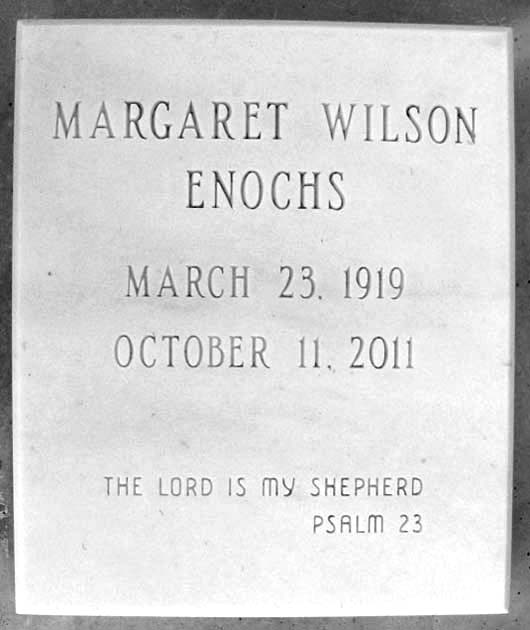 MARGARET WILSON
ENOCHS
MARCH 23, 1919
OCTOBER 11, 2011
THE LORD IS MY SHEPHERD
PSALM 23